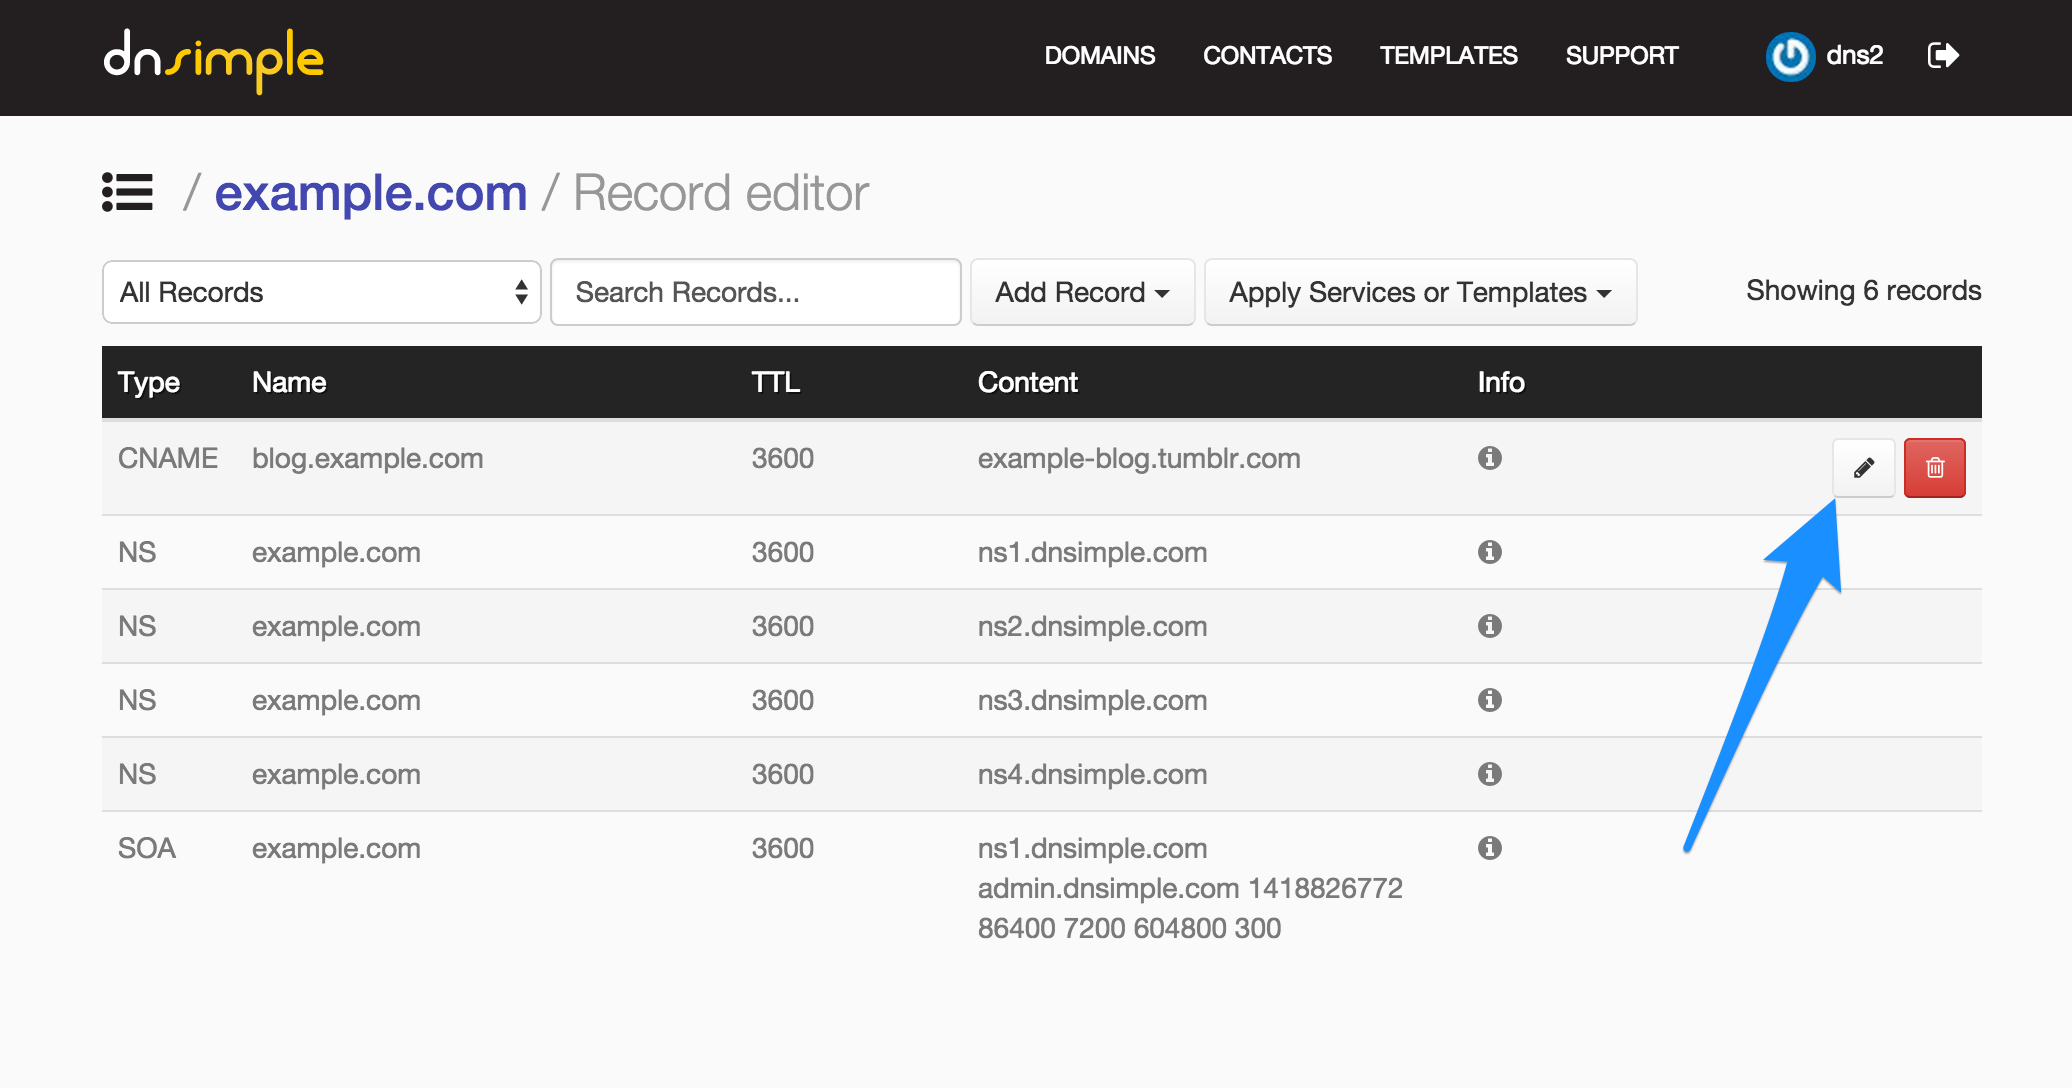 dnsimple DOMAINS CONTACTS TEMPLATES SUPPORT dns2
/ example.com / Record editor
All Records Search Records... Add Record Apply Services or Templates Showing 6 records
Type Name TTL Content Info
CNAME blog.example.com 3600 example-blog.tumblr.com
NS example.com 3600 ns1.dnsimple.com
NS example.com 3600 ns2.dnsimple.com
NS example.com 3600 ns3.dnsimple.com
NS example.com 3600 ns4.dnsimple.com
SOA example.com 3600 ns1.dnsimple.com
admin.dnsimple.com 1418826772
86400 7200 604800 300